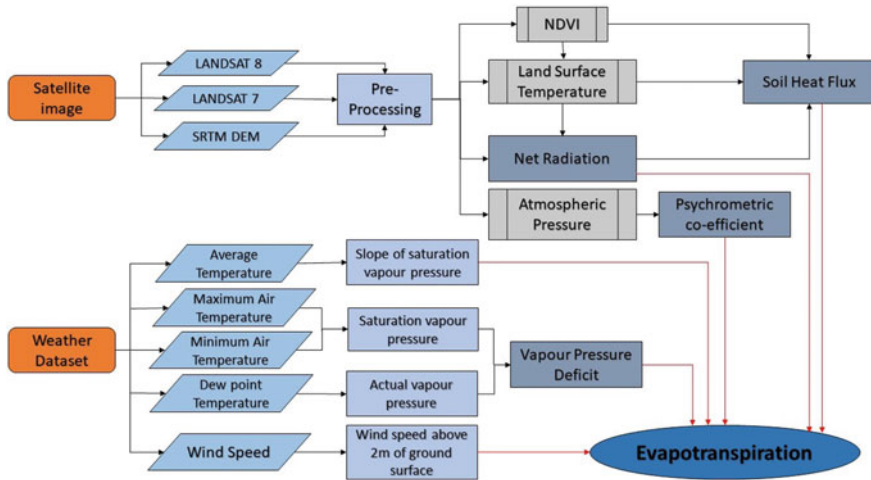 NDVI
LANDSAT 8
Satellite
image
LANDSAT 7
Pre-
Processing
Land Surface
Temperature
Soil Heat Flux
SRTM DEM
Net Radiation
Atmospheric
Pressure
Psychrometric
co-efficient
Average
Temperature
Slope of saturation
vapour pressure
Maximum Air
Temperature
Saturation vapour
pressure
Weather
Dataset
Minimum Air
Temperature
Vapour Pressure
Deficit
Dew point
Temperature
Actual vapour
pressure
Wind Speed
Wind speed above
2m of ground
surface
Evapotranspiration